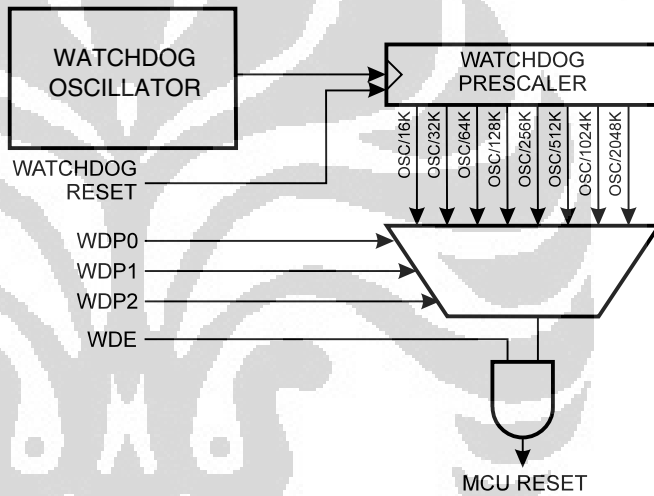 WATCHDOG
OSCILLATOR
WATCHDOG
PRESCALER
OSC/16K
OSC/32K
OSC/64K
OSC/128K
OSC/256K
OSC/512K
OSC/1024K
OSC/2048K
WATCHDOG
RESET
WDP0
WDP1
WDP2
WDE
MCU RESET